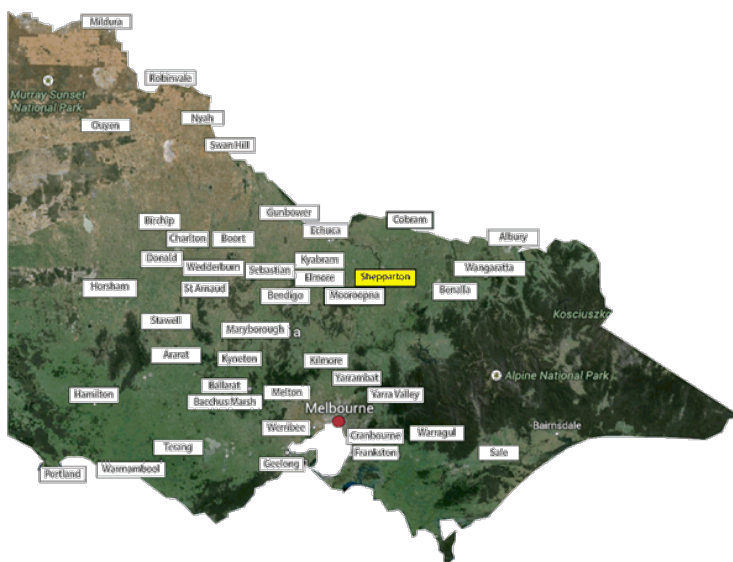 Mildura
Robinvale
Murray Sunset
National Park
Ouyen
Nyah
Swan Hill
Gunbower
Cobram
Birchip
Echuca
Charlton
Boort
Albury
Donald
Kyabram
Wedderburn
Sebastian
Wangaratta
Elmore
Shepparton
Horsham
St Arnaud
Bendigo
Mooroopna
Benalla
Kosciuszko
Stawell
Maryborough
a
Ararat
Kyneton
Kilmore
Yarrambat
Alpine National Park
Ballarat
Melton
Yarra Valley
Hamilton
Bacchus Marsh
Melbourne
Werribee
Cranbourne
Warragul
Bairnsdale
Terang
Frankston
Sale
Geelong
Warrnambool
Portland